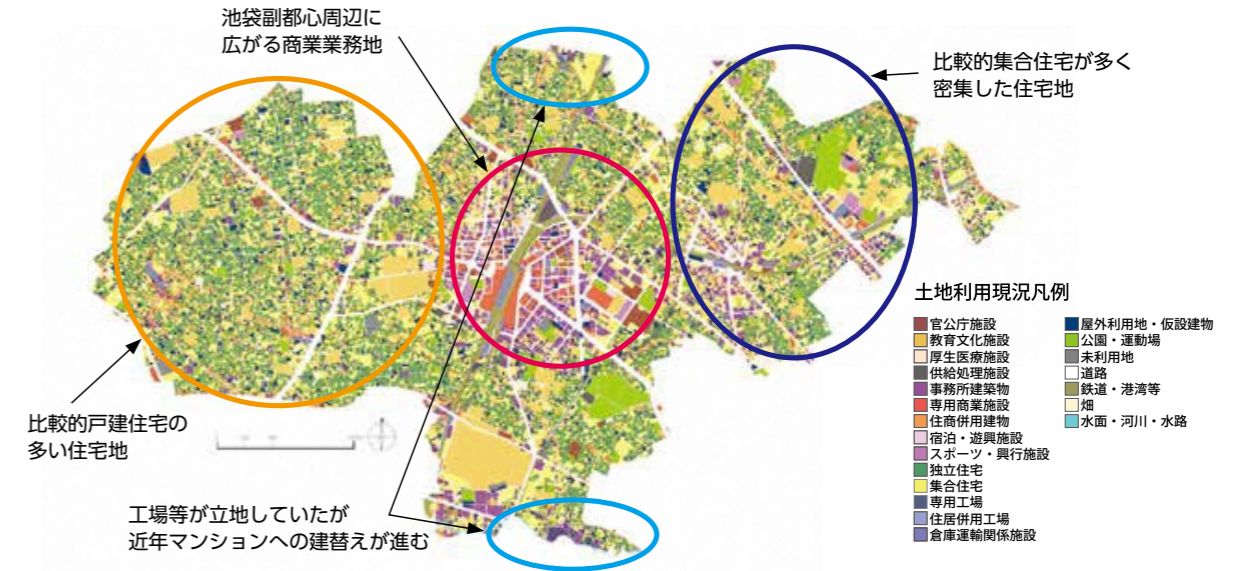 池袋副都心周辺に
広がる商業業務地
比較的集合住宅が多く
密集した住宅地
比較的戸建住宅の
多い住宅地
工場等が立地していたが
近年マンションへの建替えが進む
土地利用現況凡例
官公庁施設
教育文化施設
厚生医療施設
供給処理施設
事務所建築物
専用商業施設
住商併用建物
宿泊・遊興施設
スポーツ・興行施設
独立住宅
集合住宅
専用工場
住居併用工場
倉庫運輸関係施設
屋外利用地・仮設建物
公園・運動場
未利用地
道路
鉄道・港湾等
畑
水面・河川・水路